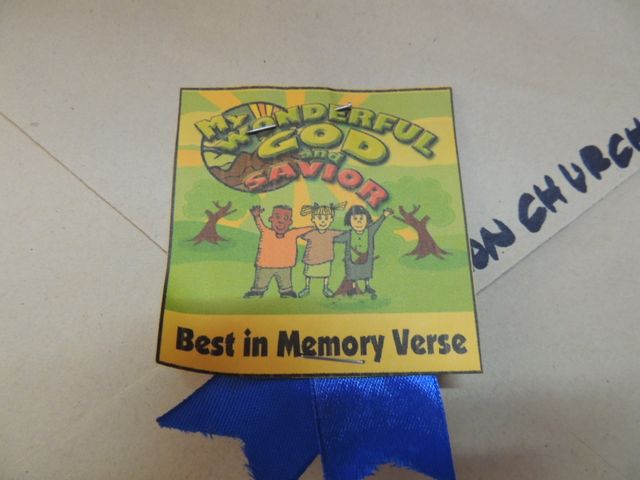 MY WONDERFUL
GOD
and
SAVIOR
Best in Memory Verse
ON CHURCH